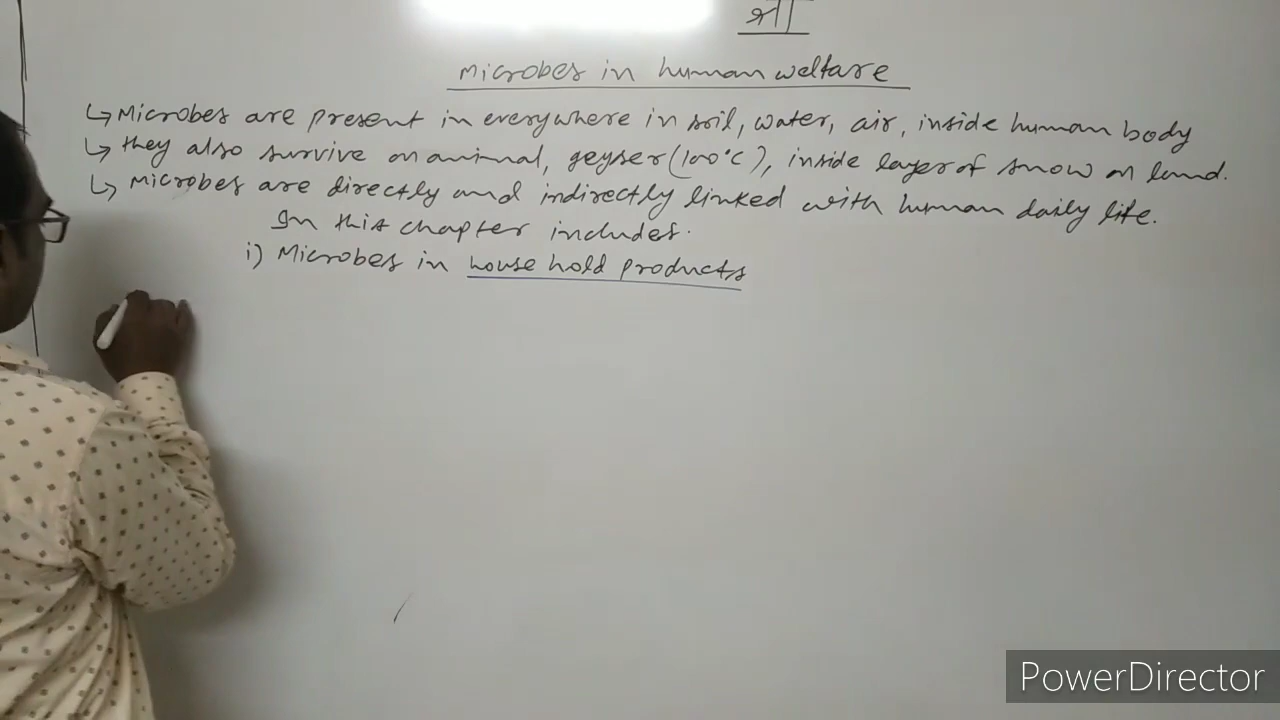 श्री
Microbes in human welfare
↳ Microbes are present in everywhere in soil, water, air, inside human body
↳ they also survive on animal, geyser (100°C), inside layer of snow on land.
↳ Microbes are directly and indirectly linked with human daily life.
In this chapter includes.
i) Microbes in house hold products
PowerDirector